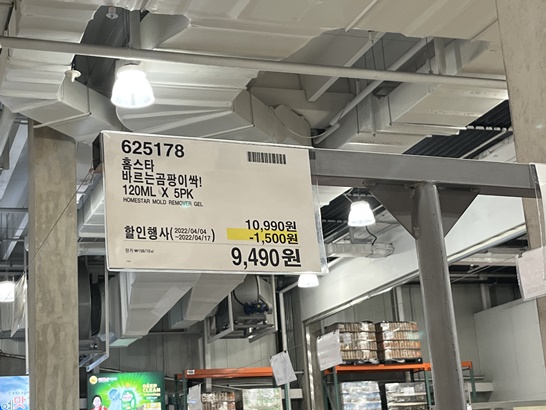 625178
홈스타
바르는곰팡이싹!
120ML X 5PK
HOMESTAR MOLD REMOVER GEL
10,990원
할인행사(2022/04/04
~2022/04/17)
-1,500원
9,490원